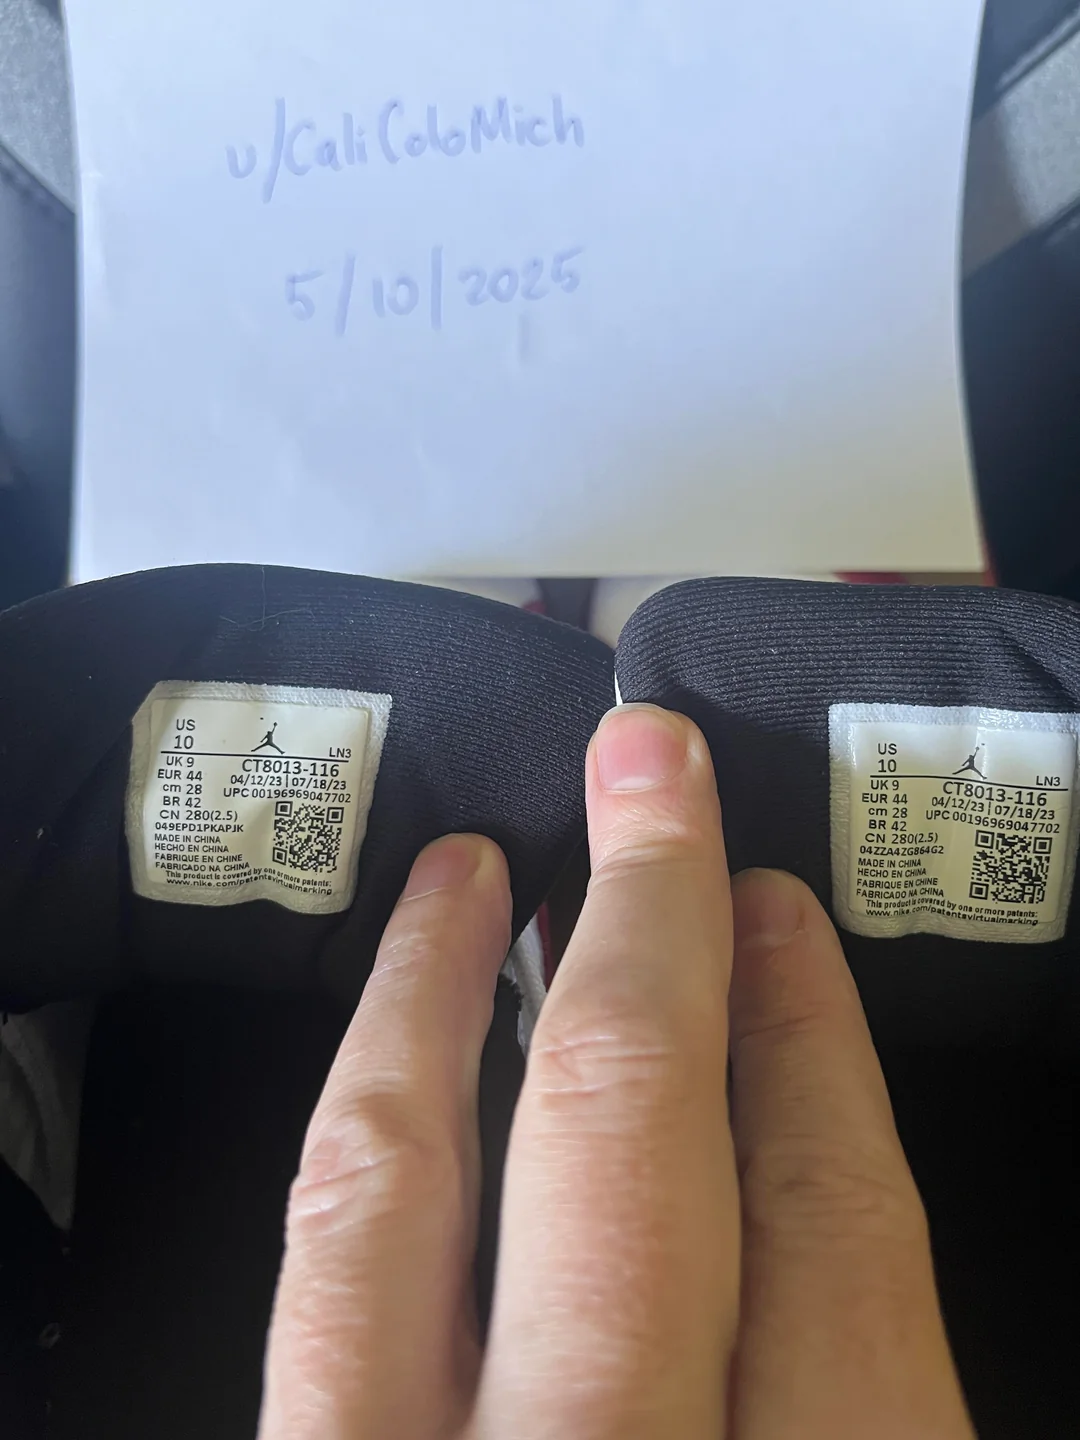 u/CaliColoMich
5/10/2025
US
10
LN3
UK 9
CT8013-116
EUR 44
04/12/23 | 07/18/23
cm 28
UPC 00196969047702
BR 42
CN 280(2.5)
049EPD1PKAPJK
MADE IN CHINA
HECHO EN CHINA
FABRIQUE EN CHINE
FABRICADO NA CHINA
This product is covered by one or more patents:
www.nike.com/patentsvirtualmarking
US
10
LN3
UK 9
CT8013-116
EUR 44
04/12/23 | 07/18/23
cm 28
UPC 00196969047702
BR 42
CN 280(2.5)
04ZZA42G864G2
MADE IN CHINA
HECHO EN CHINA
FABRIQUE EN CHINE
FABRICADO NA CHINA
This product is covered by one or more patents:
www.nike.com/patentsvirtualmarking